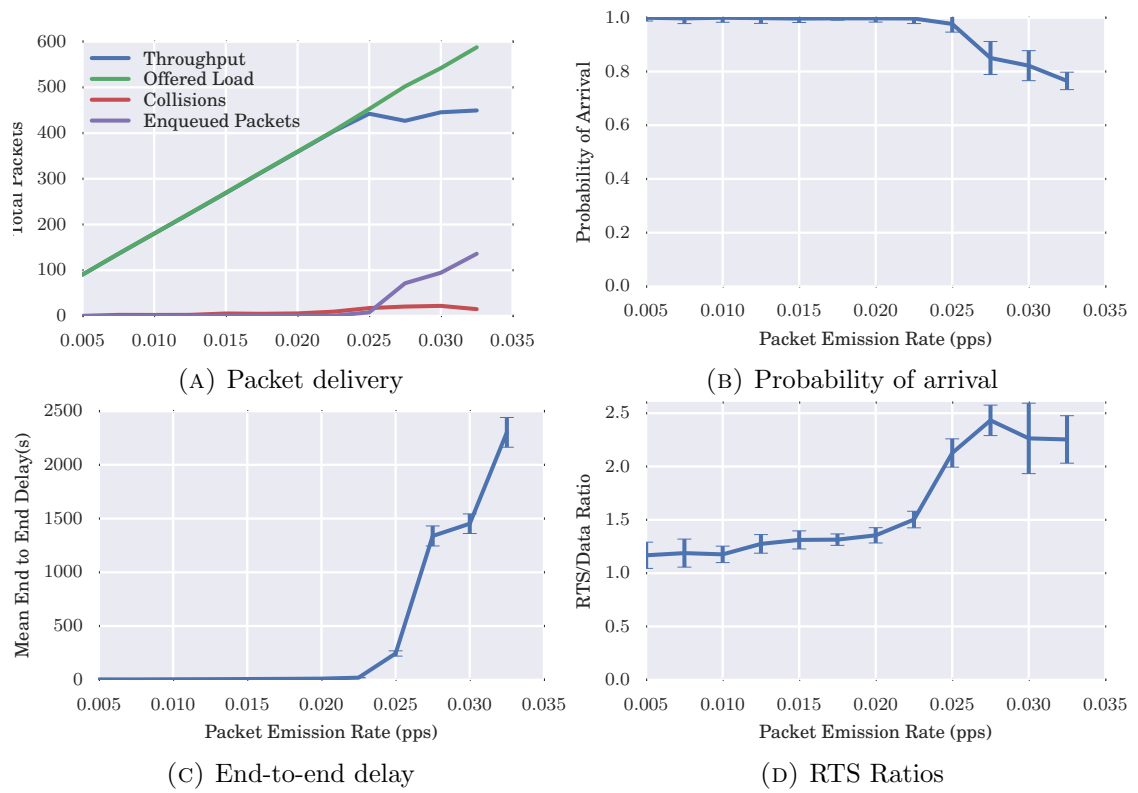 600
500
400
300
200
100
0
Total Packets
Throughput
Offered Load
Collisions
Enqueued Packets
0.005 0.010 0.015 0.020 0.025 0.030 0.035
(A) Packet delivery
1.0
0.8
0.6
0.4
0.2
0.0
Probability of Arrival
0.005 0.010 0.015 0.020 0.025 0.030 0.035
Packet Emission Rate (pps)
(B) Probability of arrival
2500
2000
1500
1000
500
0
Mean End to End Delay(s)
0.005 0.010 0.015 0.020 0.025 0.030 0.035
Packet Emission Rate (pps)
(C) End-to-end delay
2.5
2.0
1.5
1.0
0.5
0.0
RTS/Data Ratio
0.005 0.010 0.015 0.020 0.025 0.030 0.035
Packet Emission Rate (pps)
(D) RTS Ratios